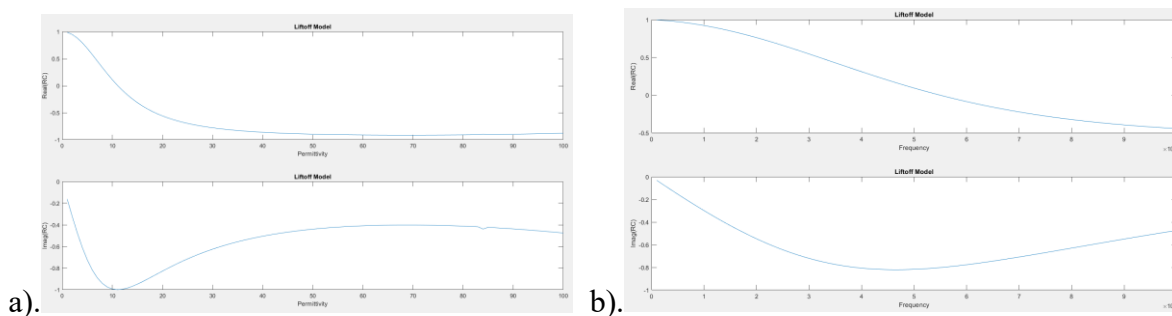 a).
Liftoff Model
Real(RC)
1
0.5
0
-0.5
-1
0 10 20 30 40 50 60 70 80 90 100
Permittivity
Liftoff Model
Imag(RC)
0
-0.2
-0.4
-0.6
-0.8
-1
0 10 20 30 40 50 60 70 80 90 100
Permittivity
b).
Liftoff Model
Real(RC)
1
0.5
0
-0.5
0 1 2 3 4 5 6 7 8 9
Frequency
Liftoff Model
Imag(RC)
0
-0.2
-0.4
-0.6
-0.8
-1
0 1 2 3 4 5 6 7 8 9
Frequency